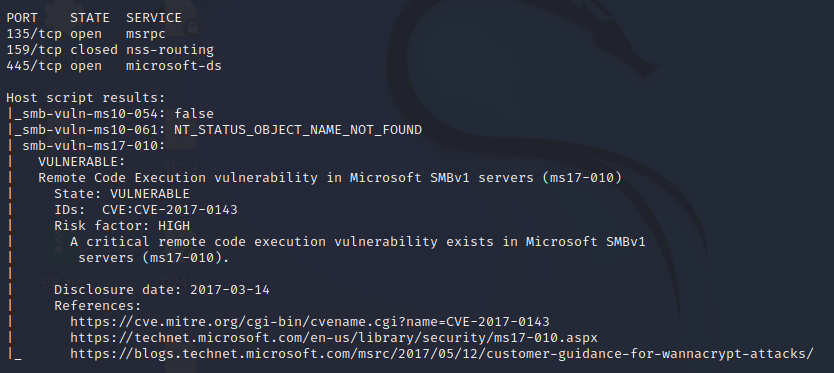 PORT    STATE  SERVICE
135/tcp open   msrpc
159/tcp closed nss-routing
445/tcp open   microsoft-ds

Host script results:
|_smb-vuln-ms10-054: false
|_smb-vuln-ms10-061: NT_STATUS_OBJECT_NAME_NOT_FOUND
| smb-vuln-ms17-010:
|   VULNERABLE:
|   Remote Code Execution vulnerability in Microsoft SMBv1 servers (ms17-010)
|     State: VULNERABLE
|     IDs:  CVE:CVE-2017-0143
|     Risk factor: HIGH
|       A critical remote code execution vulnerability exists in Microsoft SMBv1
|        servers (ms17-010).
|
|     Disclosure date: 2017-03-14
|     References:
|       https://cve.mitre.org/cgi-bin/cvename.cgi?name=CVE-2017-0143
|       https://technet.microsoft.com/en-us/library/security/ms17-010.aspx
|_      https://blogs.technet.microsoft.com/msrc/2017/05/12/customer-guidance-for-wannacrypt-attacks/